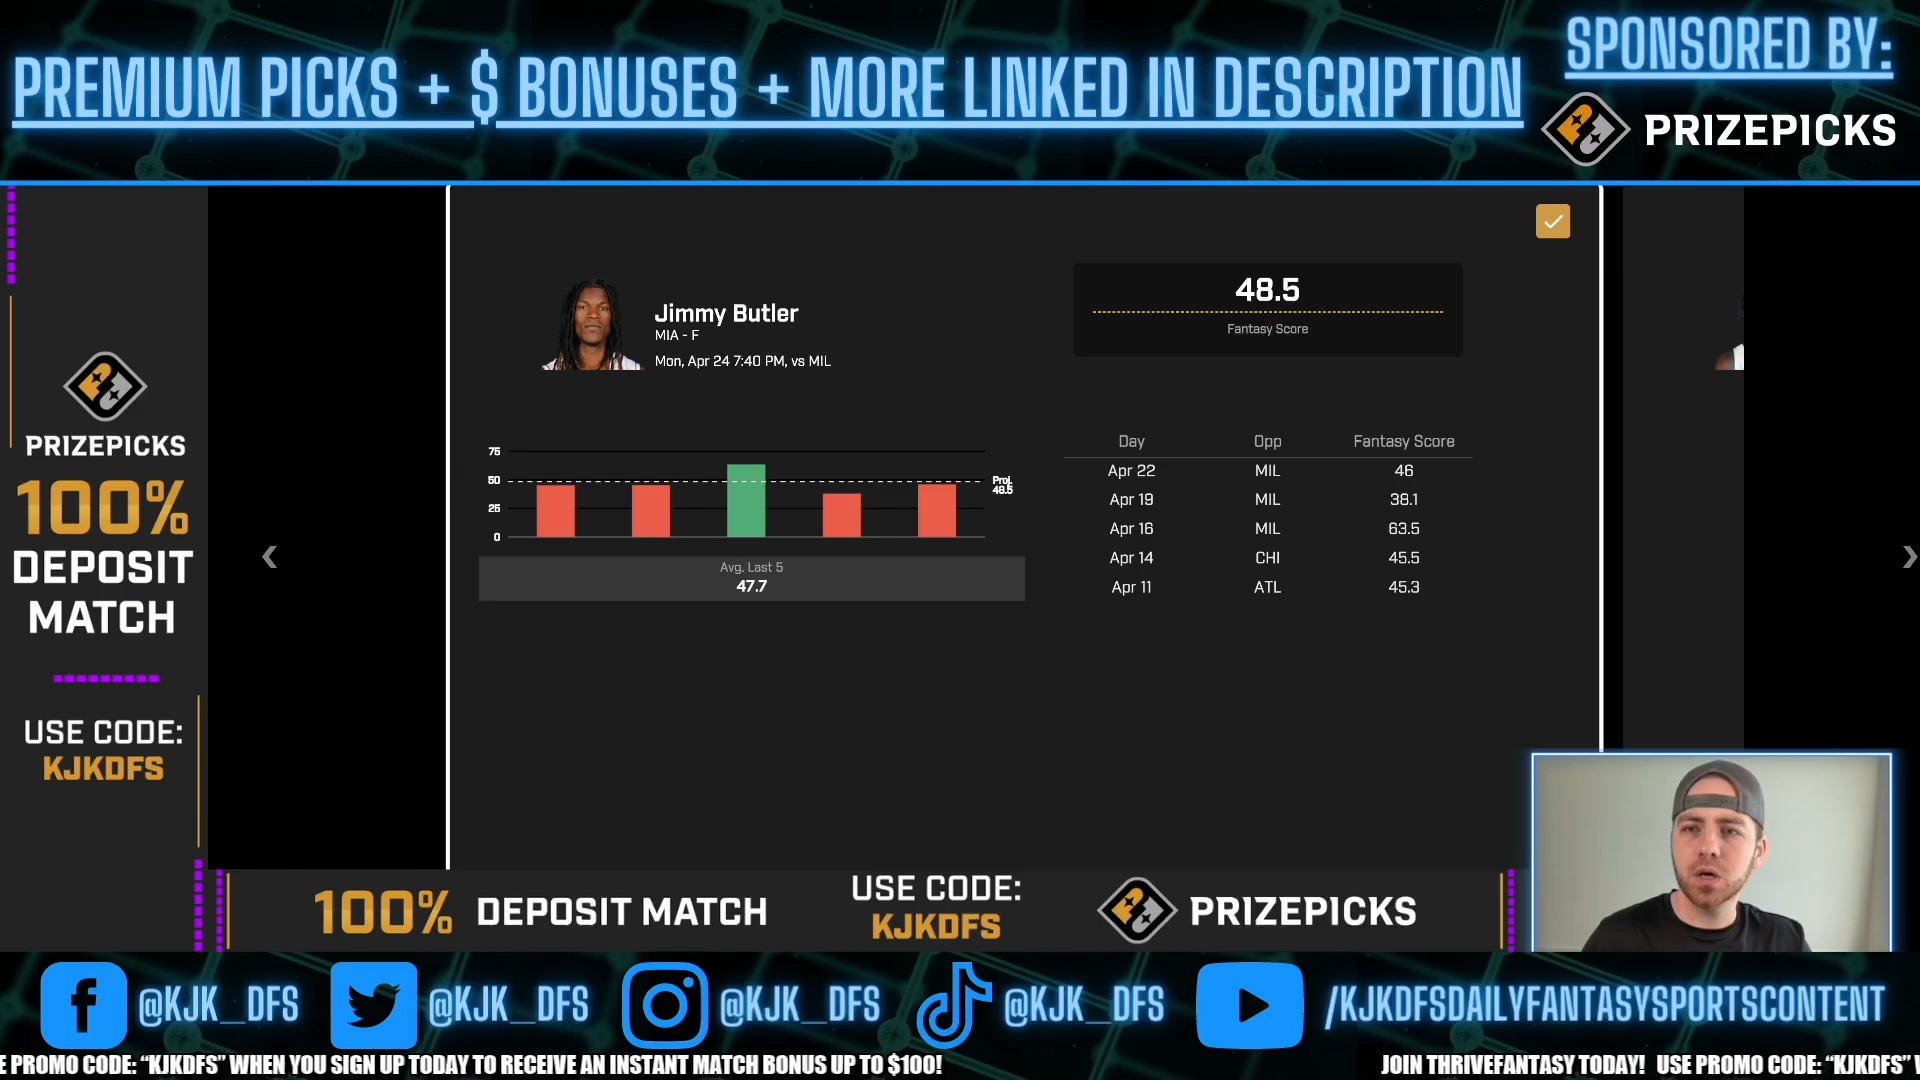 PREMIUM PICKS + $ BONUSES + MORE LINKED IN DESCRIPTION
SPONSORED BY:
PRIZEPICKS
PRIZEPICKS
100%
DEPOSIT
MATCH
USE CODE:
KJKDFS
Jimmy Butler
MIA - F
Mon, Apr 24 7:40 PM, vs MIL
48.5
Fantasy Score
75
50
25
0
Proj.
48.5
Avg. Last 5
47.7
Day Opp Fantasy Score
Apr 22 MIL 46
Apr 19 MIL 38.1
Apr 16 MIL 63.5
Apr 14 CHI 45.5
Apr 11 ATL 45.3
100% DEPOSIT MATCH
USE CODE:
KJKDFS
PRIZEPICKS
@KJK_DFS @KJK_DFS @KJK_DFS @KJK_DFS /KJKDFSDAILYFANTASYSPORTSCONTENT
E PROMO CODE: “KJKDFS” WHEN YOU SIGN UP TODAY TO RECEIVE AN INSTANT MATCH BONUS UP TO $100! JOIN THRIVEFANTASY TODAY! USE PROMO CODE: “KJKDFS”